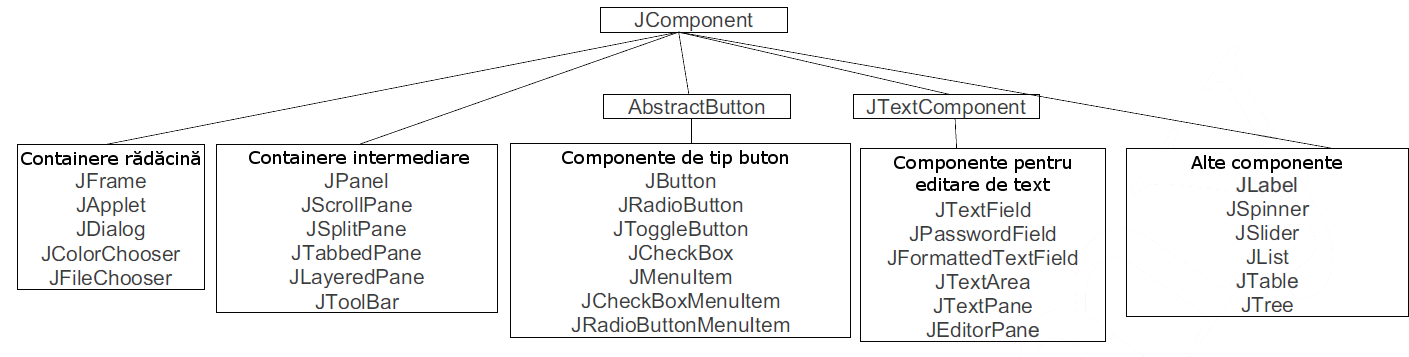 JComponent
AbstractButton
JTextComponent
Containere rădăcină
JFrame
JApplet
JDialog
JColorChooser
JFileChooser
Containere intermediare
JPanel
JScrollPane
JSplitPane
JTabbedPane
JLayeredPane
JToolBar
Componente de tip buton
JButton
JRadioButton
JToggleButton
JCheckBox
JMenuItem
JCheckBoxMenuItem
JRadioButtonMenuItem
Componente pentru
editare de text
JTextField
JPasswordField
JFormattedTextField
JTextArea
JTextPane
JEditorPane
Alte componente
JLabel
JSpinner
JSlider
JList
JTable
JTree